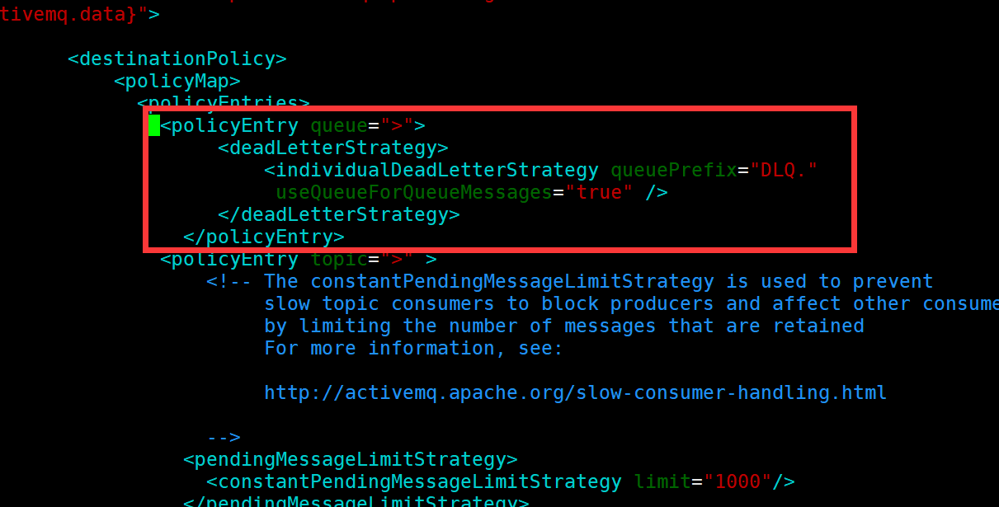 tivemq.data}">
<destinationPolicy>
<policyMap>
<policyEntries>
<policyEntry queue=">">
<deadLetterStrategy>
<individualDeadLetterStrategy queuePrefix="DLQ."
useQueueForQueueMessages="true" />
</deadLetterStrategy>
</policyEntry>
<policyEntry topic=">" >
<!-- The constantPendingMessageLimitStrategy is used to prevent
slow topic consumers to block producers and affect other consume
by limiting the number of messages that are retained
For more information, see:
http://activemq.apache.org/slow-consumer-handling.html
-->
<pendingMessageLimitStrategy>
<constantPendingMessageLimitStrategy limit="1000"/>
</pendingMessageLimitStrategy>